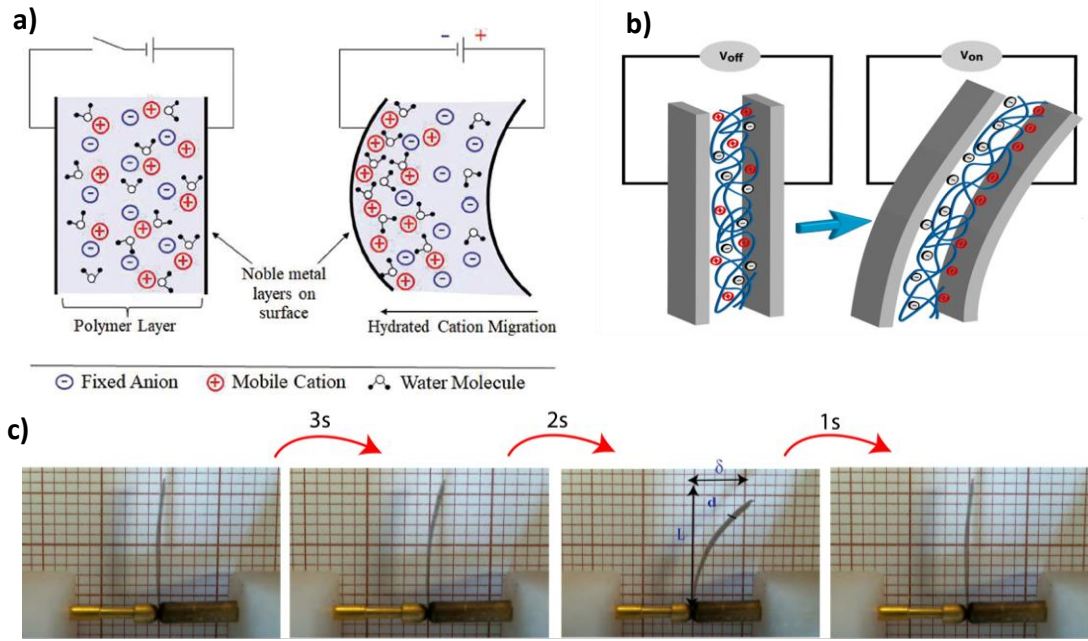 a)
- +
Noble metal
layers on
surface
Polymer Layer
Hydrated Cation Migration
- Fixed Anion + Mobile Cation Water Molecule
b)
Voff
Von
c)
3s
2s
1s
δ
d
L